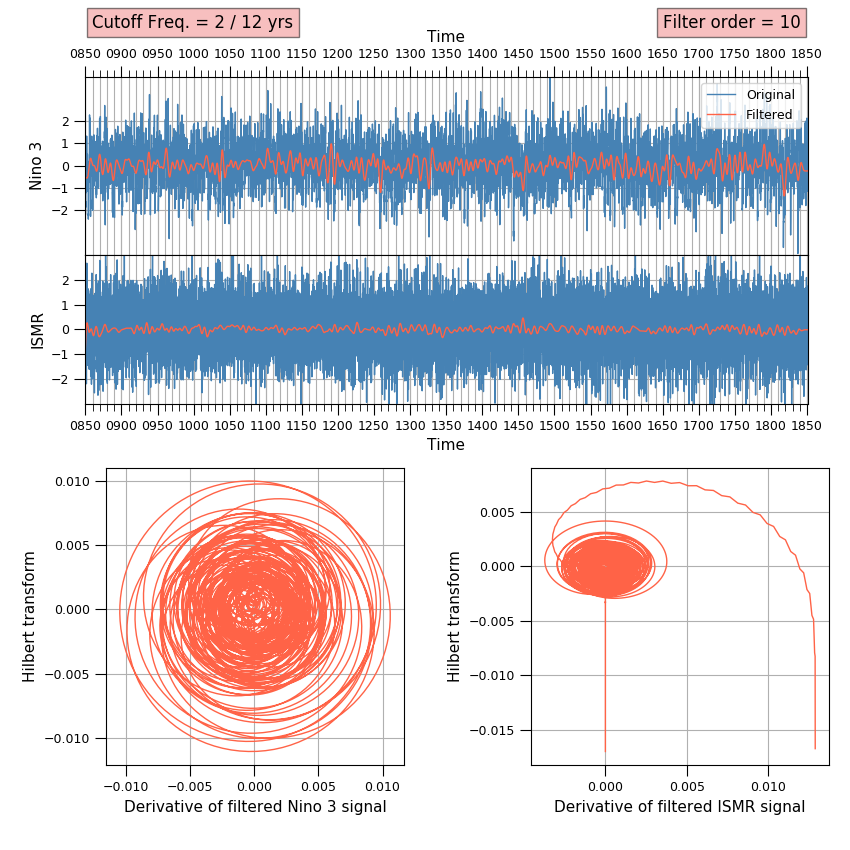 Cutoff Freq. = 2 / 12 yrs
Filter order = 10
Time
0850 0900 0950 1000 1050 1100 1150 1200 1250 1300 1350 1400 1450 1500 1550 1600 1650 1700 1750 1800 1850
Original
Filtered
Nino 3
2
1
0
−1
−2
ISMR
2
1
0
−1
−2
0850 0900 0950 1000 1050 1100 1150 1200 1250 1300 1350 1400 1450 1500 1550 1600 1650 1700 1750 1800 1850
Time
Hilbert transform
0.010
0.005
0.000
−0.005
−0.010
−0.010 −0.005 0.000 0.005 0.010
Derivative of filtered Nino 3 signal
Hilbert transform
0.005
0.000
−0.005
−0.010
−0.015
0.000 0.005 0.010
Derivative of filtered ISMR signal